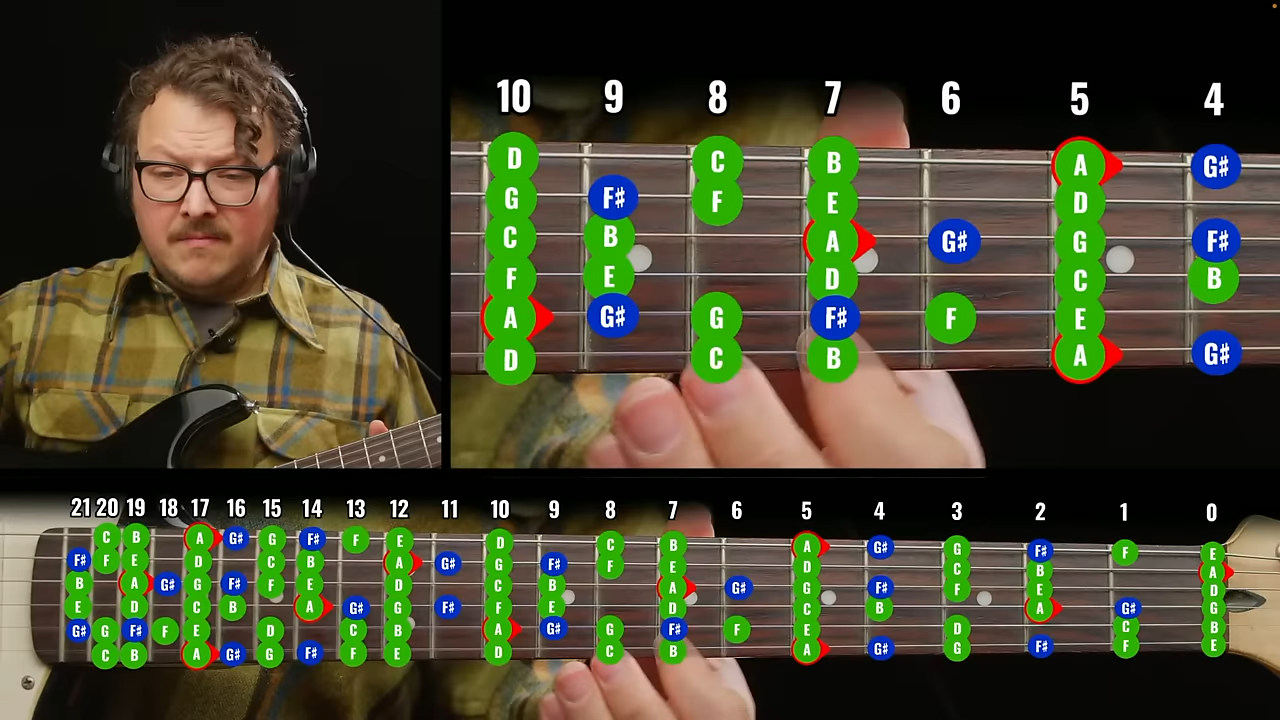 10 9 8 7 6 5 4
D C B A G#
G F# F E D
C B A G# G F#
F E D C B
A G# G F# F E
D C B A G#
21 20 19 18 17 16 15 14 13 12 11 10 9 8 7 6 5 4 3 2 1 0
C B A G# G F# F E D C B A G# G F# F E
F# F E D C B A G# G F# F E D C B A
B A G# G F# F E D C B A G# G F# F E D
E D C B A G# G F# F E D C B A G# G
G# G F# F E D C B A G# G F# F E D C B
C B A G# G F# F E D C B A G# G F# F E